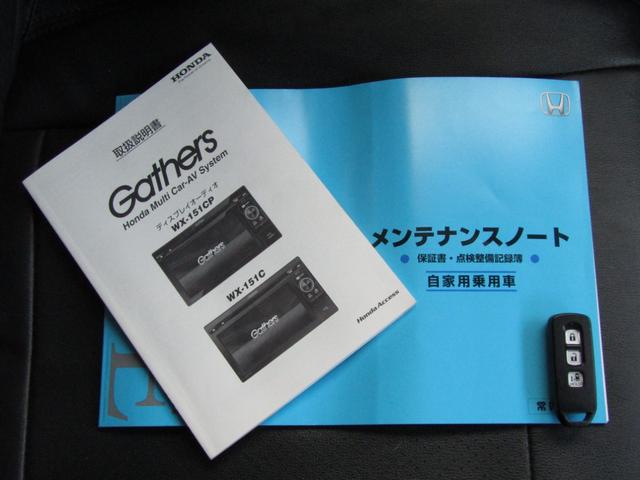 HONDA
取扱説明書
Gathers
Honda Multi Car-AV System
ディスプレイオーディオ
WX-151CP
Gathers
WX-151C
Gathers
Honda Access
メンテナンスノート
● 保証書・点検整備記録簿 ●
自家用乗用車
常